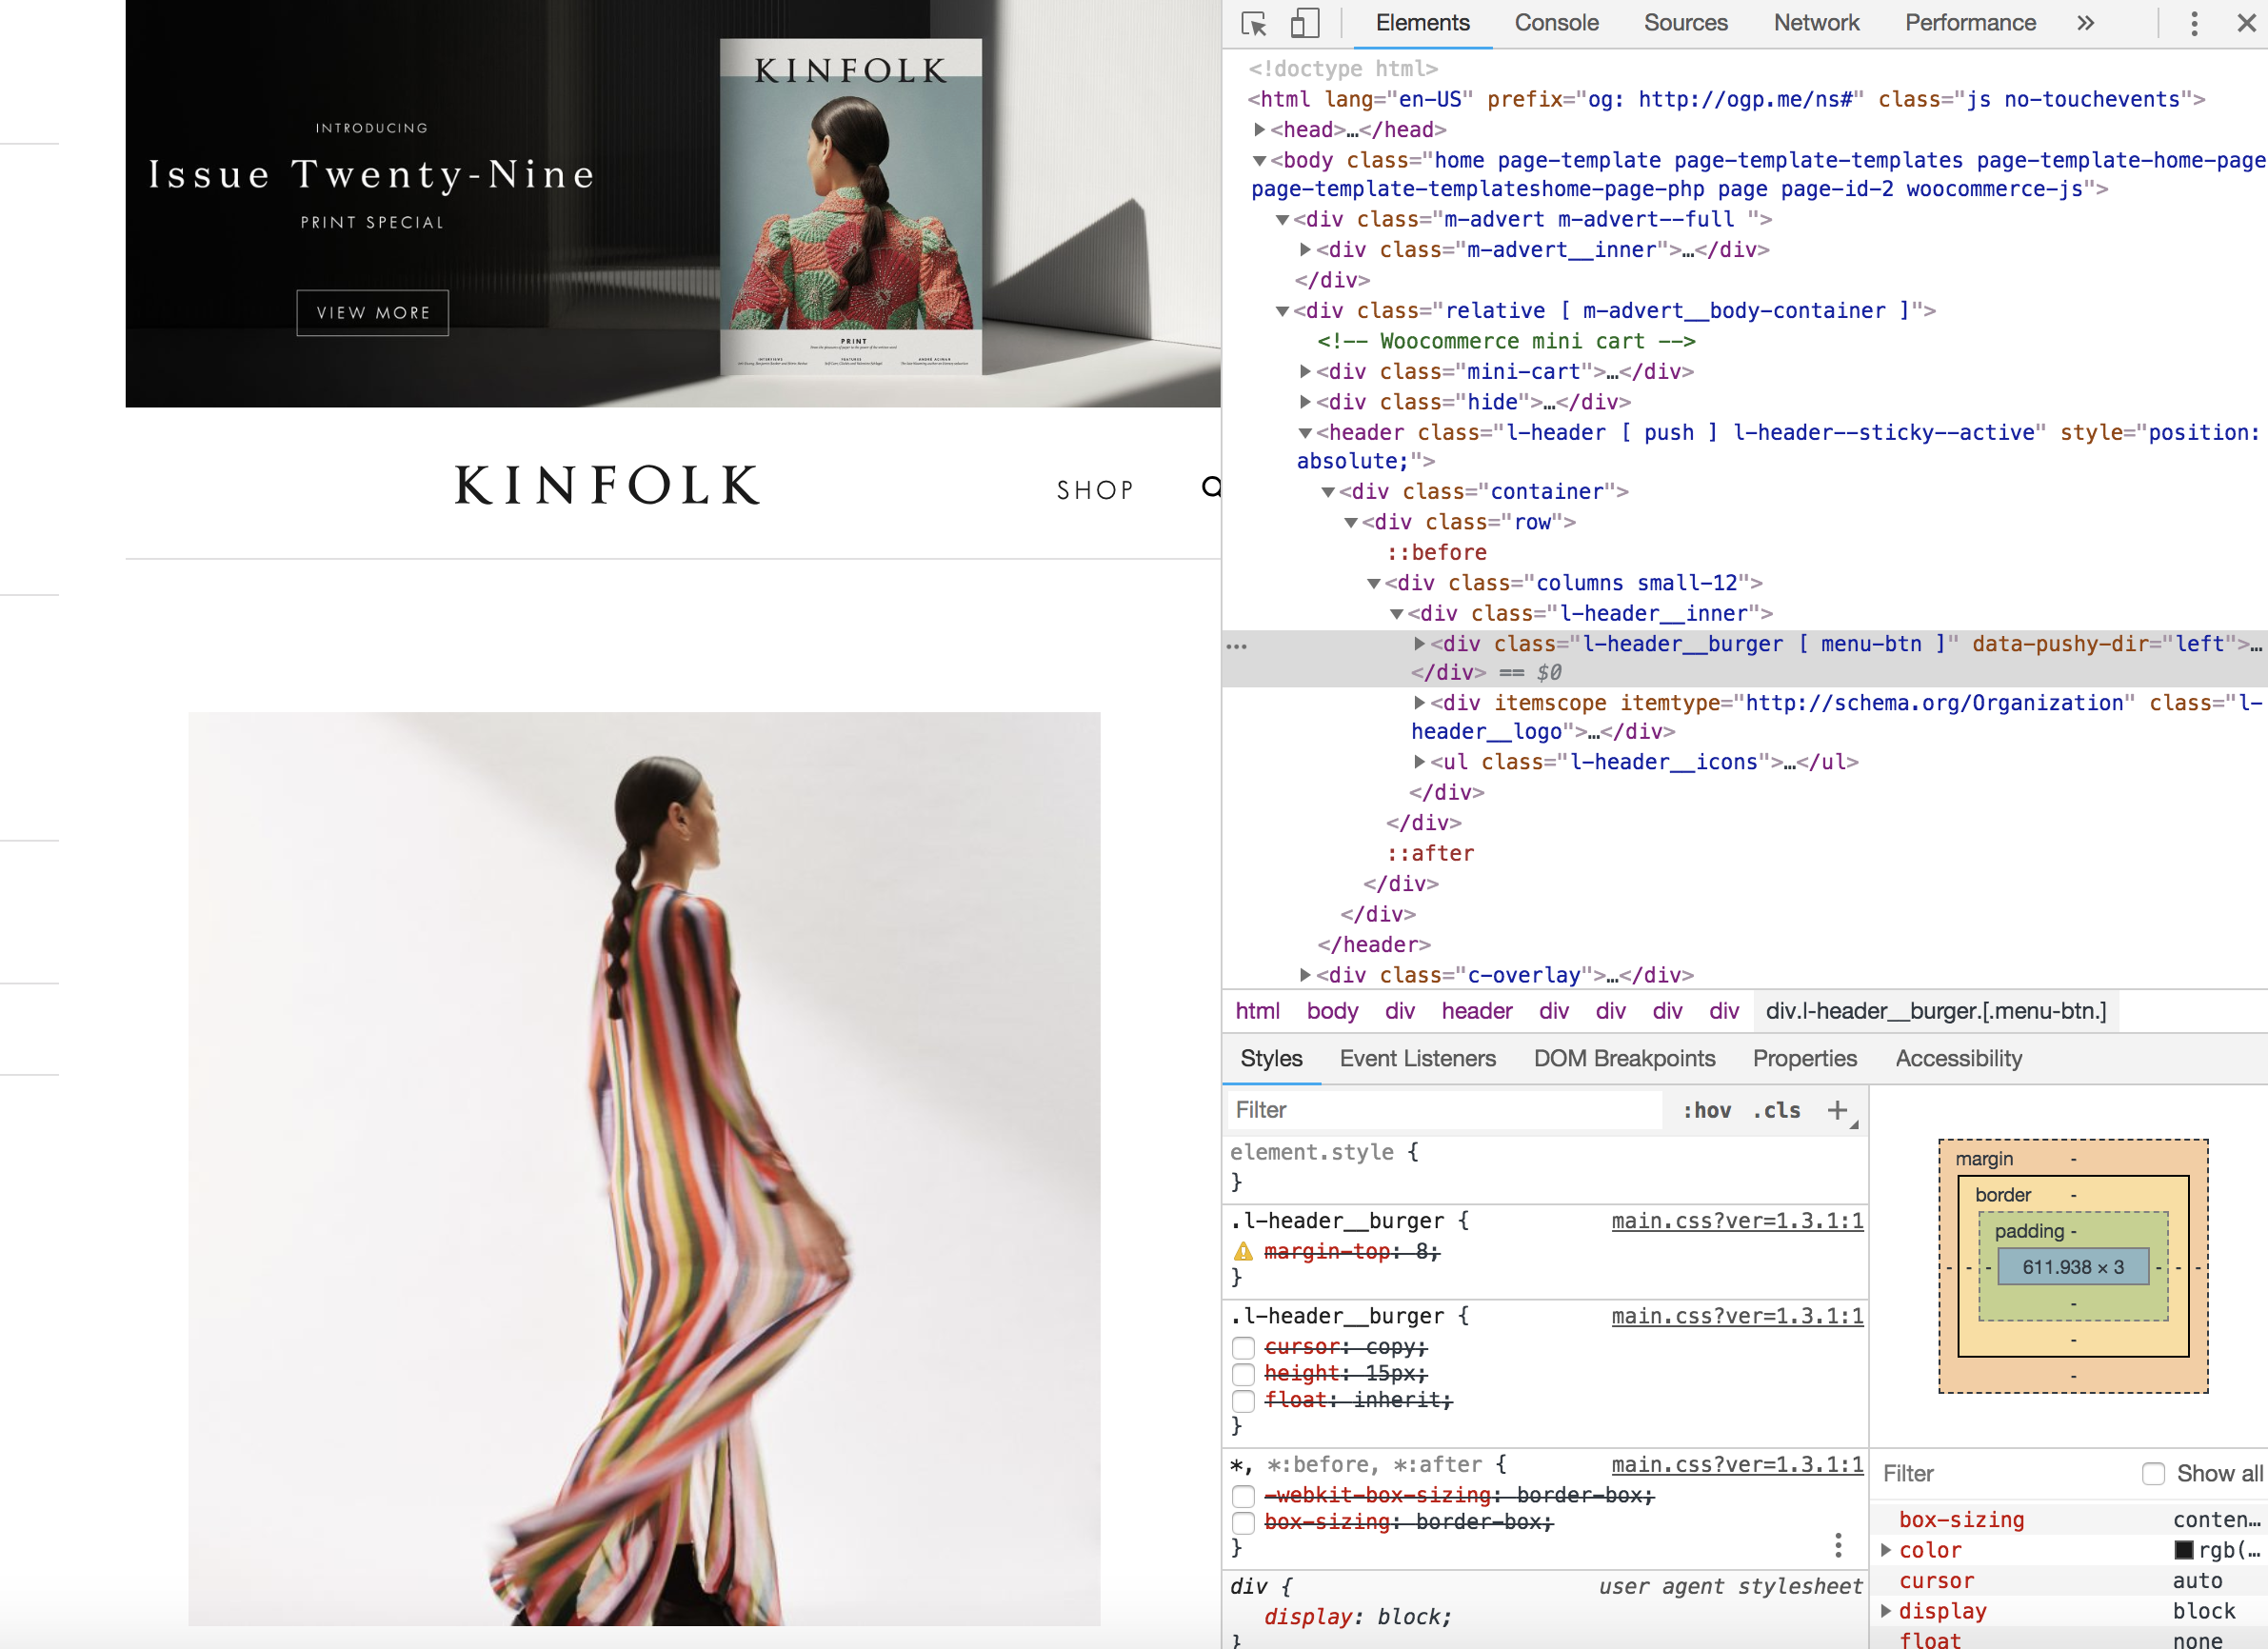 KINFOLK
INTRODUCING
Issue Twenty-Nine
PRINT SPECIAL
VIEW MORE
PRINT
INTERVIEWS
FEATURES
KINFOLK
SHOP
Elements Console Sources Network Performance »
<!doctype html>
<html lang="en-US" prefix="og: http://ogp.me/ns#" class="js no-touchevents">
<head>…</head>
<body class="home page-template page-template-templates page-template-home-page
page-template-templateshome-page-php page page-id-2 woocommerce-js">
<div class="m-advert m-advert--full ">
<div class="m-advert__inner">…</div>
</div>
<div class="relative [ m-advert__body-container ]">
<!-- Woocommerce mini cart -->
<div class="mini-cart">…</div>
<div class="hide">…</div>
<header class="l-header [ push ] l-header--sticky--active" style="position:
absolute;">
<div class="container">
<div class="row">
::before
<div class="columns small-12">
<div class="l-header__inner">
<div class="l-header__burger [ menu-btn ]" data-pushy-dir="left">…
</div> == $0
<div itemscope itemtype="http://schema.org/Organization" class="l-
header__logo">…</div>
<ul class="l-header__icons">…</ul>
</div>
</div>
::after
</div>
</div>
</header>
<div class="c-overlay">…</div>
html body div header div div div div div.l-header__burger.[.menu-btn.]
Styles Event Listeners DOM Breakpoints Properties Accessibility
Filter :hov .cls +
element.style {
}
.l-header__burger { main.css?ver=1.3.1:1
margin-top: 8;
}
.l-header__burger { main.css?ver=1.3.1:1
cursor: copy;
height: 15px;
float: inherit;
}
*, *:before, *:after { main.css?ver=1.3.1:1
-webkit-box-sizing: border-box;
box-sizing: border-box;
}
div { user agent stylesheet
display: block;
}
margin -
border -
padding -
- - - 611.938 × 3 - - -
-
-
-
Filter Show all
box-sizing conten…
color rgb(…
cursor auto
display block
float none